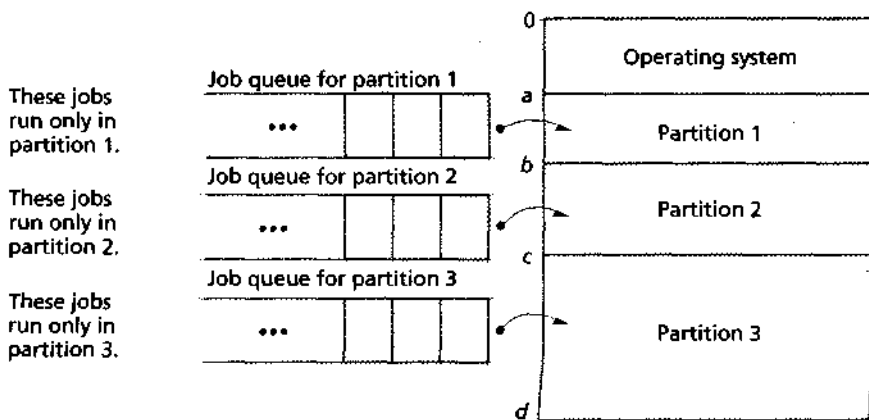 0
Operating system
Job queue for partition 1
a
These jobs
run only in
partition 1.
...
Partition 1
b
Job queue for partition 2
These jobs
run only in
partition 2.
...
Partition 2
c
Job queue for partition 3
These jobs
run only in
partition 3.
...
Partition 3
d